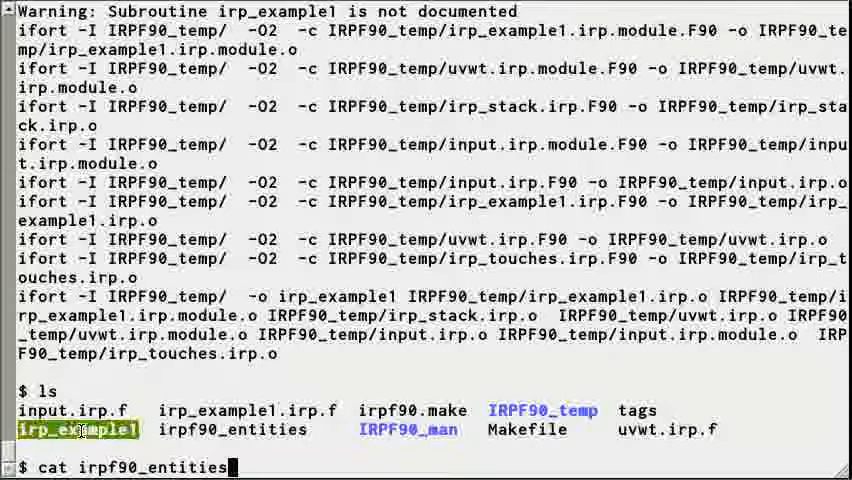 Warning: Subroutine irp_example1 is not documented
ifort -I IRPF90_temp/  -O2  -c IRPF90_temp/irp_example1.irp.module.F90 -o IRPF90_te
mp/irp_example1.irp.module.o
ifort -I IRPF90_temp/  -O2  -c IRPF90_temp/uvwt.irp.module.F90 -o IRPF90_temp/uvwt.
irp.module.o
ifort -I IRPF90_temp/  -O2  -c IRPF90_temp/irp_stack.irp.F90 -o IRPF90_temp/irp_sta
ck.irp.o
ifort -I IRPF90_temp/  -O2  -c IRPF90_temp/input.irp.module.F90 -o IRPF90_temp/inpu
t.irp.module.o
ifort -I IRPF90_temp/  -O2  -c IRPF90_temp/input.irp.F90 -o IRPF90_temp/input.irp.o
ifort -I IRPF90_temp/  -O2  -c IRPF90_temp/irp_example1.irp.F90 -o IRPF90_temp/irp_
example1.irp.o
ifort -I IRPF90_temp/  -O2  -c IRPF90_temp/uvwt.irp.F90 -o IRPF90_temp/uvwt.irp.o
ifort -I IRPF90_temp/  -O2  -c IRPF90_temp/irp_touches.irp.F90 -o IRPF90_temp/irp_t
ouches.irp.o
ifort -I IRPF90_temp/  -o irp_example1 IRPF90_temp/irp_example1.irp.o IRPF90_temp/i
rp_example1.irp.module.o IRPF90_temp/irp_stack.irp.o  IRPF90_temp/uvwt.irp.o IRPF90
_temp/uvwt.irp.module.o IRPF90_temp/input.irp.o IRPF90_temp/input.irp.module.o  IRP
F90_temp/irp_touches.irp.o
$ ls
input.irp.f   irp_example1.irp.f  irpf90.make  IRPF90_temp  tags
irp_example1  irpf90_entities     IRPF90_man   Makefile     uvwt.irp.f
$ cat irpf90_entities